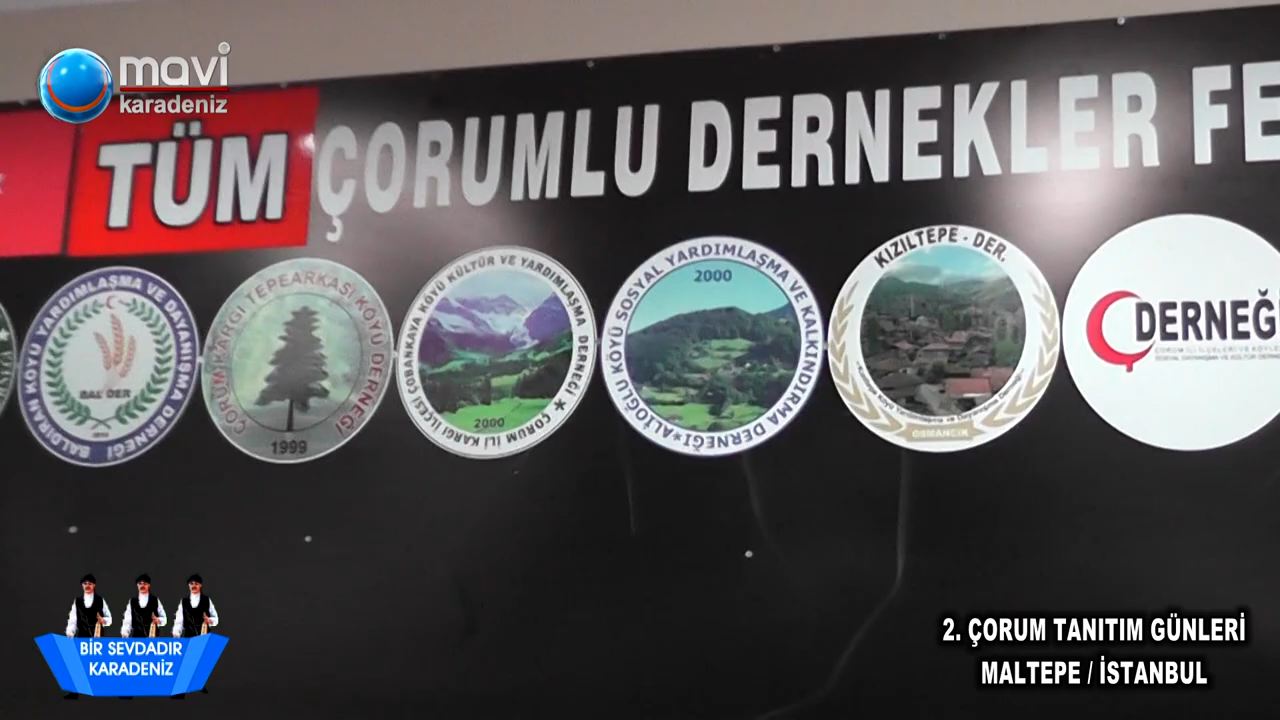 mavi
karadeniz
TÜM ÇORUMLU DERNEKLER FE
BALDIRAN KÖYÜ YARDIMLAŞMA VE DAYANIŞMA DERNEĞİ
BAL DER
ÇORUM KARGI TEPEARKASI KÖYÜ DERNEĞİ
1999
ÇORUM İLİ KARGI İLÇESİ ÇOBANKAYA KÖYÜ KÜLTÜR VE YARDIMLAŞMA DERNEĞİ
2000
ALİOĞLU KÖYÜ SOSYAL YARDIMLAŞMA VE KALKINDIRMA DERNEĞİ
2000
KIZILTEPE - DER.
OSMANCIK
DERNEĞ
BİR SEVDADIR
KARADENİZ
2. ÇORUM TANITIM GÜNLERİ
MALTEPE / İSTANBUL